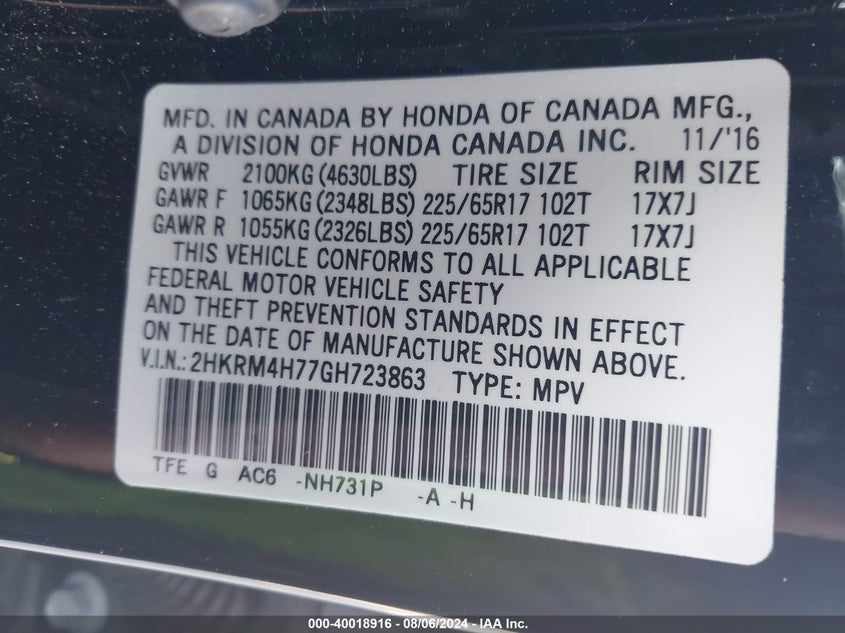 MFD. IN CANADA BY HONDA OF CANADA MFG.,
A DIVISION OF HONDA CANADA INC. 11/'16
GVWR 2100KG (4630LBS) TIRE SIZE RIM SIZE
GAWR F 1065KG (2348LBS) 225/65R17 102T 17X7J
GAWR R 1055KG (2326LBS) 225/65R17 102T 17X7J
THIS VEHICLE CONFORMS TO ALL APPLICABLE
FEDERAL MOTOR VEHICLE SAFETY
AND THEFT PREVENTION STANDARDS IN EFFECT
ON THE DATE OF MANUFACTURE SHOWN ABOVE.
V.I.N.: 2HKRM4H77GH723863 TYPE: MPV
TFE G AC6 -NH731P -A -H
000-40018916 - 08/06/2024 - IAA Inc.